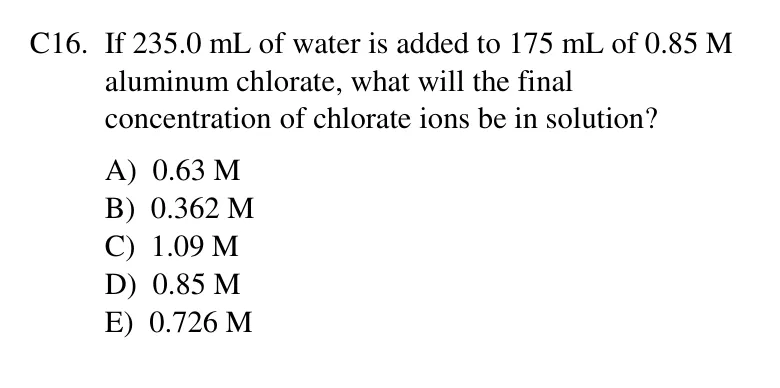 C16. If 235.0 mL of water is added to 175 mL of 0.85 M
aluminum chlorate, what will the final
concentration of chlorate ions be in solution?
A) 0.63 M
B) 0.362 M
C) 1.09 M
D) 0.85 M
E) 0.726 M